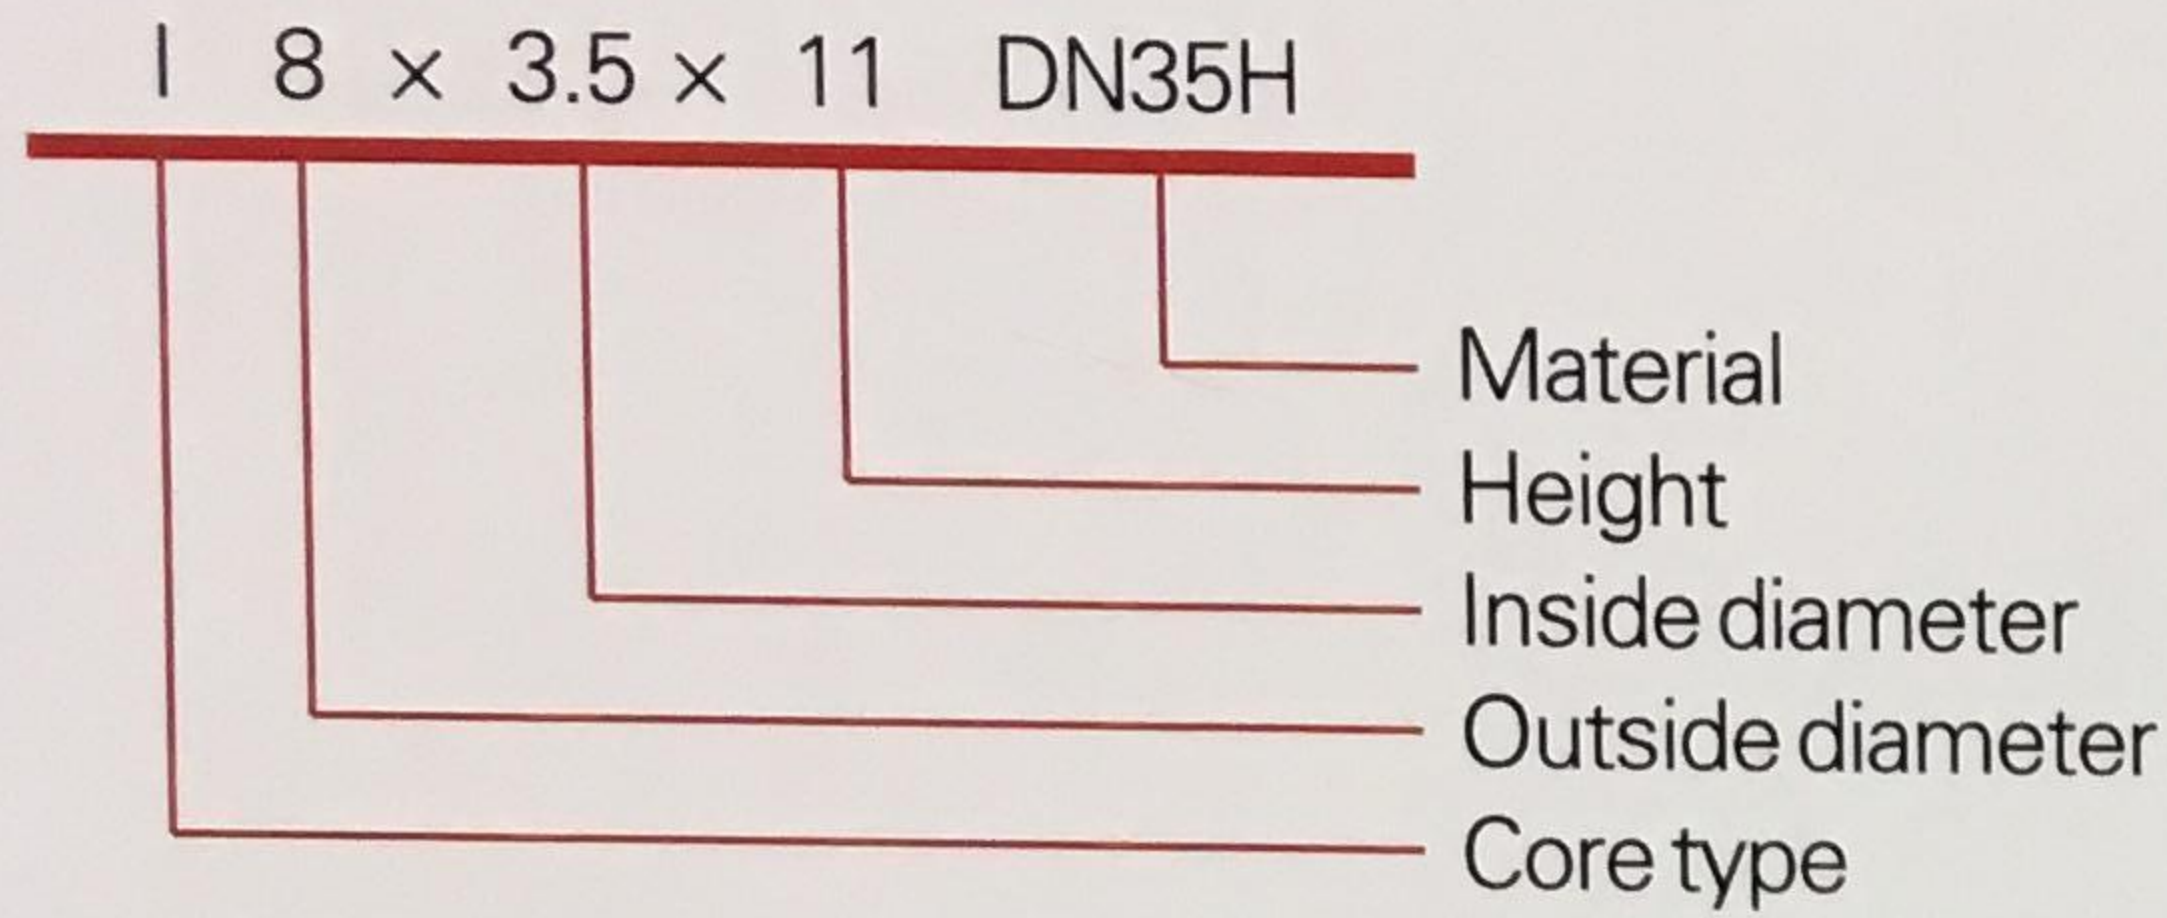 I 8 × 3.5 × 11 DN35H
Material
Height
Inside diameter
Outside diameter
Core type